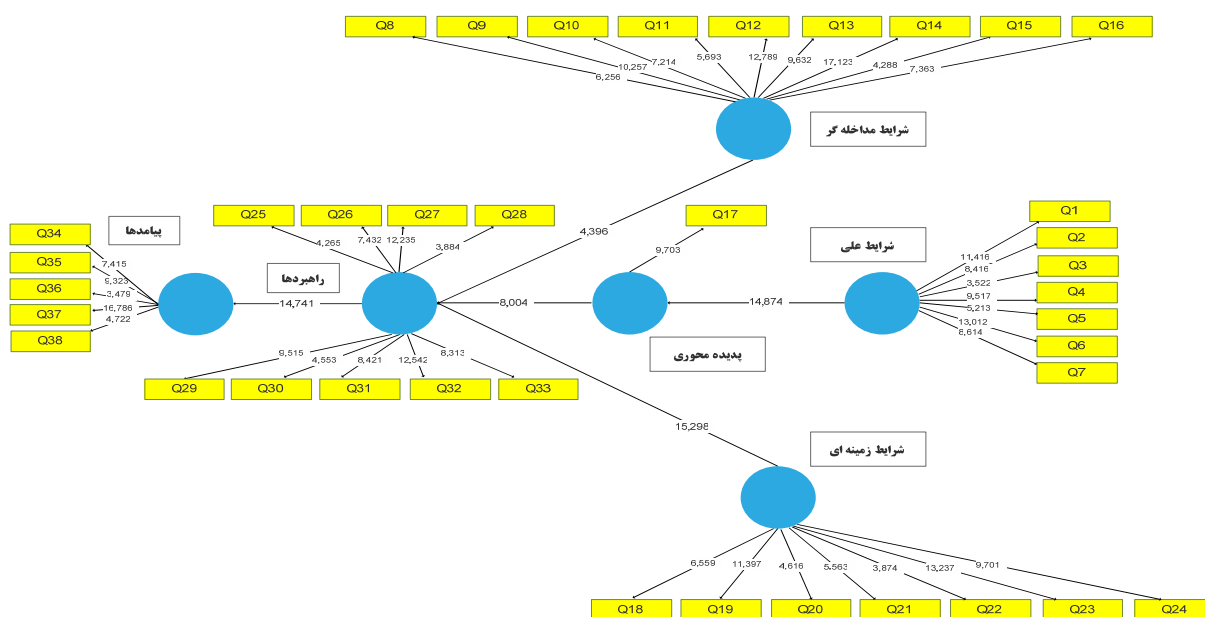 Q8 Q9 Q10 Q11 Q12 Q13 Q14 Q15 Q16
6,256 10,257 7,214 5,693 12,789 9,632 17,123 4,288 7,363
شرایط مداخله گر
4,396
Q25 Q26 Q27 Q28
4,265 7,432 12,235 3,884
راهبردها
Q17
9,703
پدیده محوری
شرایط علی
Q1
Q2
Q3
Q4
Q5
Q6
Q7
11,416
8,416
3,522
9,517
5,213
13,012
8,614
پیامدها
Q34
Q35
Q36
Q37
Q38
7,415
9,323
3,479
16,786
4,722
14,741
8,004
14,874
9,515 4,553 8,421 12,542 8,313
Q29 Q30 Q31 Q32 Q33
15,298
شرایط زمینه ای
6,559 11,397 4,616 5,563 3,874 13,237 9,701
Q18 Q19 Q20 Q21 Q22 Q23 Q24